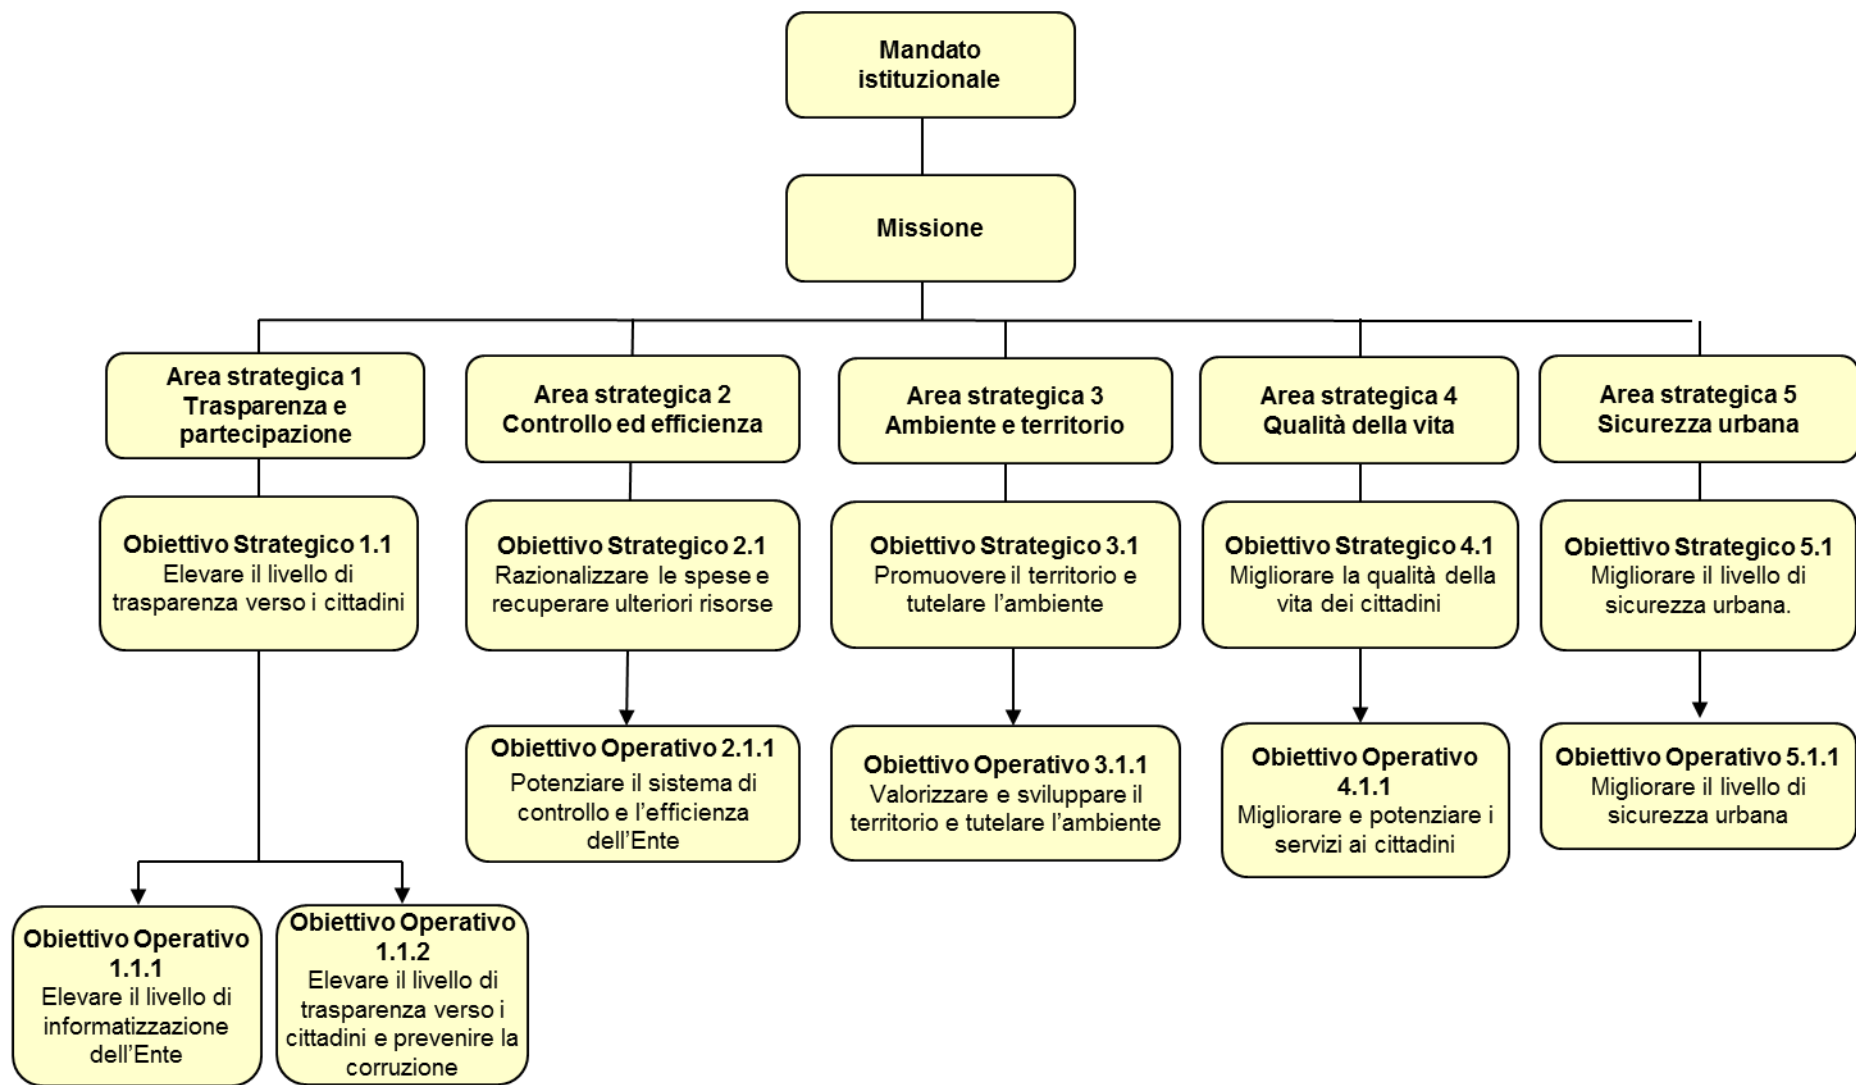 Mandato
istituzionale
Missione
Area strategica 1
Trasparenza e
partecipazione
Area strategica 2
Controllo ed efficienza
Area strategica 3
Ambiente e territorio
Area strategica 4
Qualità della vita
Area strategica 5
Sicurezza urbana
Obiettivo Strategico 1.1
Elevare il livello di
trasparenza verso i cittadini
Obiettivo Strategico 2.1
Razionalizzare le spese e
recuperare ulteriori risorse
Obiettivo Strategico 3.1
Promuovere il territorio e
tutelare l’ambiente
Obiettivo Strategico 4.1
Migliorare la qualità della
vita dei cittadini
Obiettivo Strategico 5.1
Migliorare il livello di
sicurezza urbana.
Obiettivo Operativo 2.1.1
Potenziare il sistema di
controllo e l’efficienza
dell’Ente
Obiettivo Operativo 3.1.1
Valorizzare e sviluppare il
territorio e tutelare l’ambiente
Obiettivo Operativo
4.1.1
Migliorare e potenziare i
servizi ai cittadini
Obiettivo Operativo 5.1.1
Migliorare il livello di
sicurezza urbana
Obiettivo Operativo
1.1.1
Elevare il livello di
informatizzazione
dell’Ente
Obiettivo Operativo
1.1.2
Elevare il livello di
trasparenza verso i
cittadini e prevenire la
corruzione